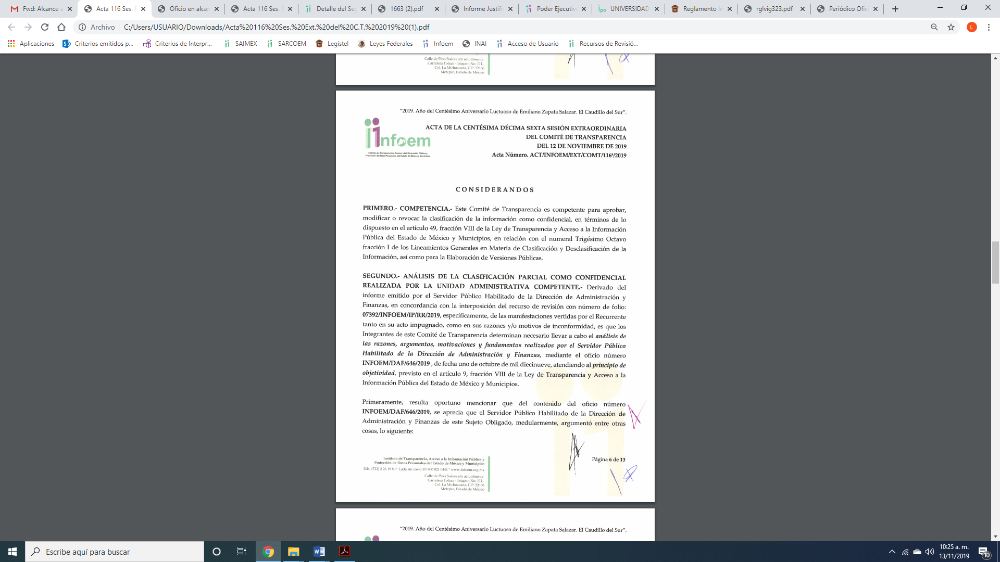 Fwd: Alcance a
Acta 116 Ses. E
Oficio en alcan
Acta 116 Ses. E
Detalle del Seg
1663 (2).pdf
Informe Justifi
Poder Ejecutiv
UNIVERSIDAD
Reglamento In
rglvig323.pdf
Periódico Ofic
Archivo
C:/Users/USUARIO/Downloads/Acta%20116%20Ses.%20Ext.%20del%20C.T.%202019%20(1).pdf
L
Aplicaciones
Criterios emitidos p...
Criterios de Interpr...
SAIMEX
SARCOEM
Legistel
Leyes Federales
Infoem
INAI
Acceso de Usuario
Recursos de Revisió...
Calle de Pino Suárez s/n actualmente
Carretera Toluca - Ixtapan No. 111,
Col. La Michoacana, C.P. 52166
Metepec, Estado de México
"2019. Año del Centésimo Aniversario Luctuoso de Emiliano Zapata Salazar. El Caudillo del Sur".
infoem
Instituto de Transparencia, Acceso a la Información Pública y
Protección de Datos Personales del Estado de México y Municipios
ACTA DE LA CENTÉSIMA DÉCIMA SEXTA SESIÓN EXTRAORDINARIA
DEL COMITÉ DE TRANSPARENCIA
DEL 12 DE NOVIEMBRE DE 2019
Acta Número. ACT/INFOEM/EXT/COMT/116ª/2019
CONSIDERANDOS
PRIMERO.- COMPETENCIA.- Este Comité de Transparencia es competente para aprobar,
modificar o revocar la clasificación de la información como confidencial, en términos de lo
dispuesto en el artículo 49, fracción VIII de la Ley de Transparencia y Acceso a la Información
Pública del Estado de México y Municipios, en relación con el numeral Trigésimo Octavo
fracción I de los Lineamientos Generales en Materia de Clasificación y Desclasificación de la
Información, así como para la Elaboración de Versiones Públicas.
SEGUNDO.- ANÁLISIS DE LA CLASIFICACIÓN PARCIAL COMO CONFIDENCIAL
REALIZADA POR LA UNIDAD ADMINISTRATIVA COMPETENTE.- Derivado del
informe emitido por el Servidor Público Habilitado de la Dirección de Administración y
Finanzas, en concordancia con la interposición del recurso de revisión con número de folio:
07392/INFOEM/IP/RR/2019, específicamente, de las manifestaciones vertidas por el Recurrente
tanto en su acto impugnado, como en sus razones y/o motivos de inconformidad, es que los
Integrantes de este Comité de Transparencia determinan necesario llevar a cabo el análisis de
las razones, argumentos, motivaciones y fundamentos realizados por el Servidor Público
Habilitado de la Dirección de Administración y Finanzas, mediante el oficio número
INFOEM/DAF/646/2019 , de fecha uno de octubre de mil diecinueve, atendiendo al principio de
objetividad, previsto en el artículo 9, fracción VIII de la Ley de Transparencia y Acceso a la
Información Pública del Estado de México y Municipios.
Primeramente, resulta oportuno mencionar que del contenido del oficio número
INFOEM/DAF/646/2019, se aprecia que el Servidor Público Habilitado de la Dirección de
Administración y Finanzas de este Sujeto Obligado, medularmente, argumentó entre otras
cosas, lo siguiente:
Página 6 de 13
Instituto de Transparencia, Acceso a la Información Pública y
Protección de Datos Personales del Estado de México y Municipios
Tels. (722) 2 26 19 80 * Lada sin costo: 01 800 821 0441 * www.infoem.org.mx
Calle de Pino Suárez s/n actualmente
Carretera Toluca - Ixtapan No. 111,
Col. La Michoacana, C.P. 52166
Metepec, Estado de México
"2019. Año del Centésimo Aniversario Luctuoso de Emiliano Zapata Salazar. El Caudillo del Sur".
Escribe aquí para buscar
10:25 a. m.
13/11/2019
10